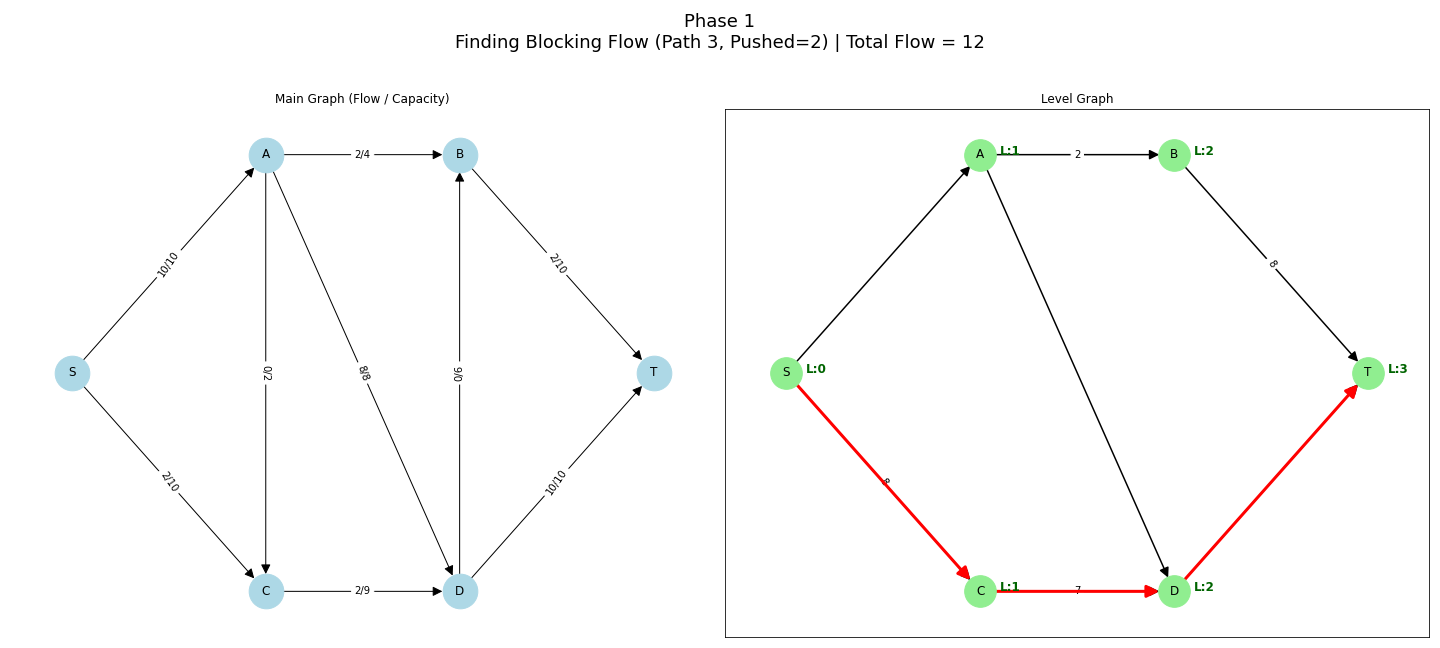 Phase 1
Finding Blocking Flow (Path 3, Pushed=2) | Total Flow = 12
Main Graph (Flow / Capacity)
Level Graph
A
2/4
B
10/10
2/10
S
0/2
8/8
0/6
T
2/10
10/10
C
2/9
D
A
L:1
2
B
L:2
8
S
L:0
T
L:3
8
C
L:1
7
D
L:2